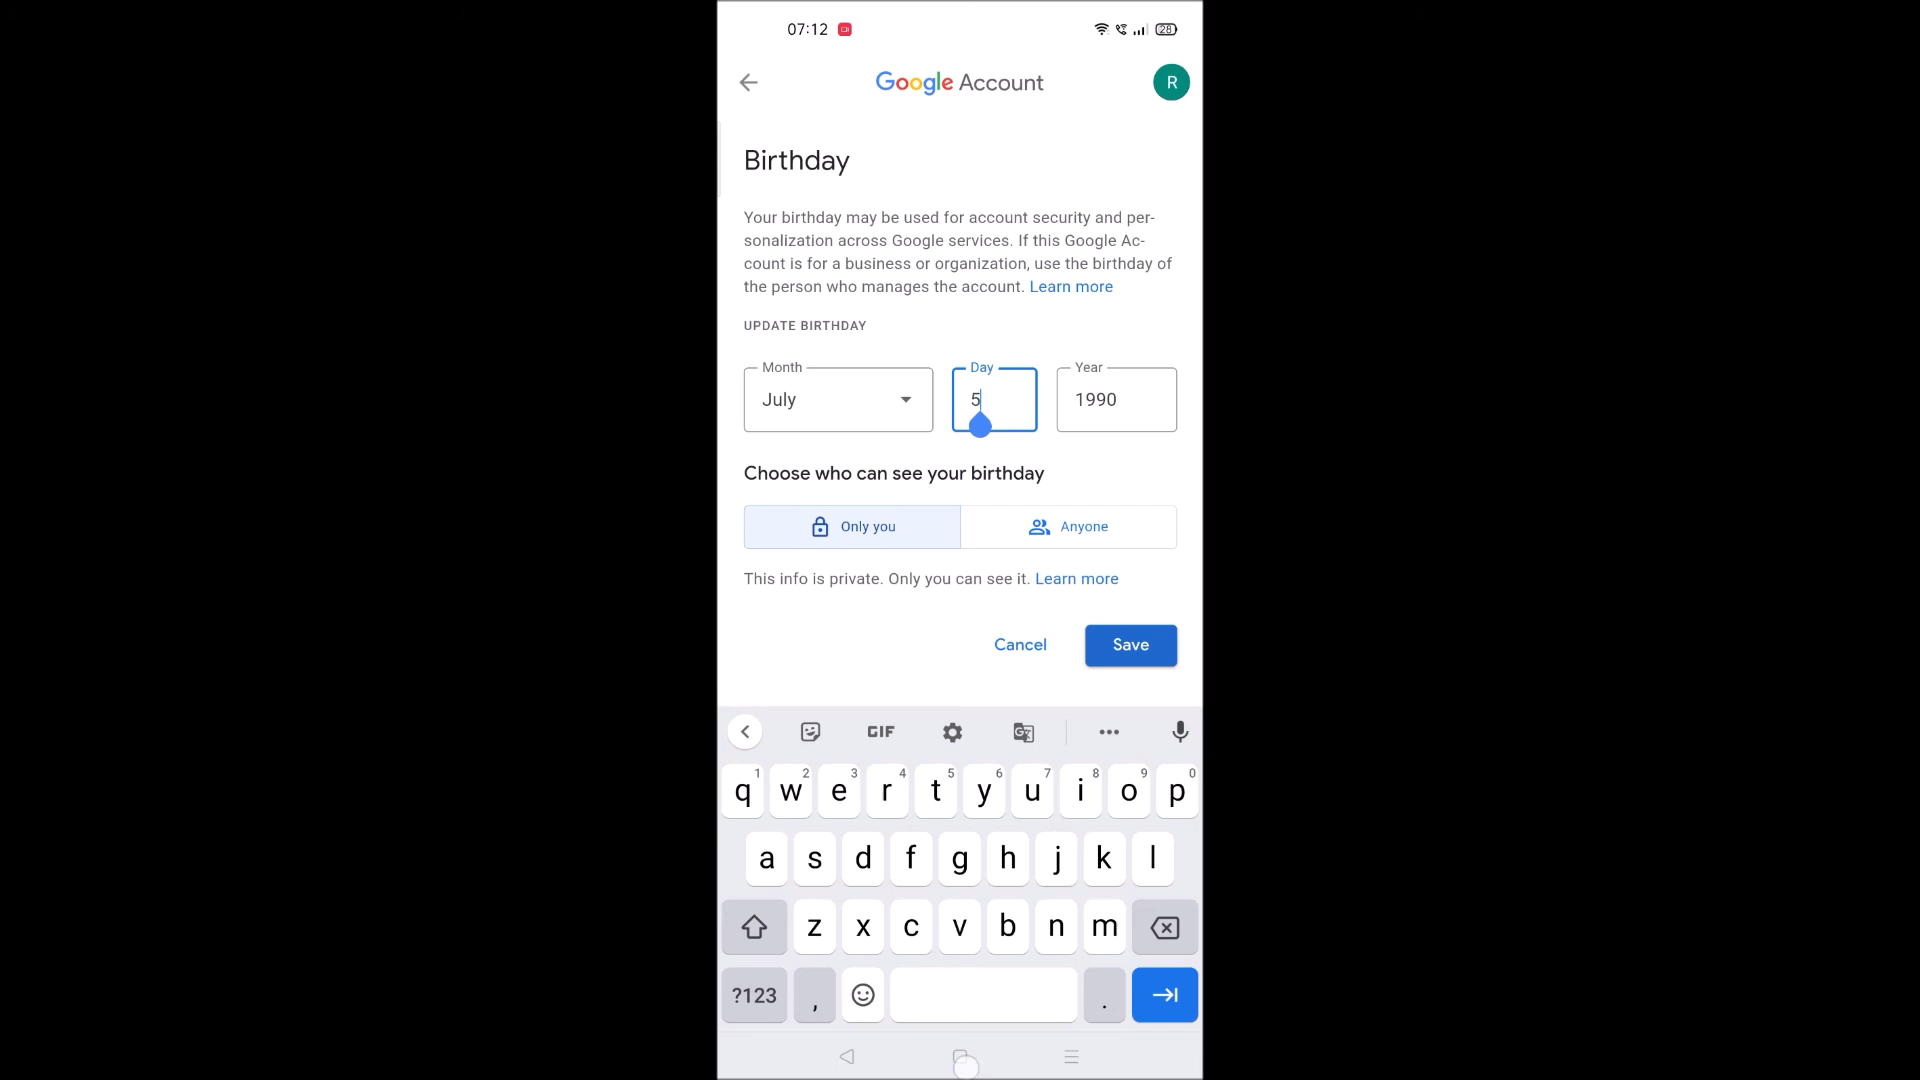 07:12
28
Google Account
R
Birthday
Your birthday may be used for account security and per-
sonalization across Google services. If this Google Ac-
count is for a business or organization, use the birthday of
the person who manages the account. Learn more
UPDATE BIRTHDAY
Month Day Year
July 5 1990
Choose who can see your birthday
Only you Anyone
This info is private. Only you can see it. Learn more
Cancel Save
GIF G
1 2 3 4 5 6 7 8 9 0
q w e r t y u i o p
a s d f g h j k l
z x c v b n m
?123 , .